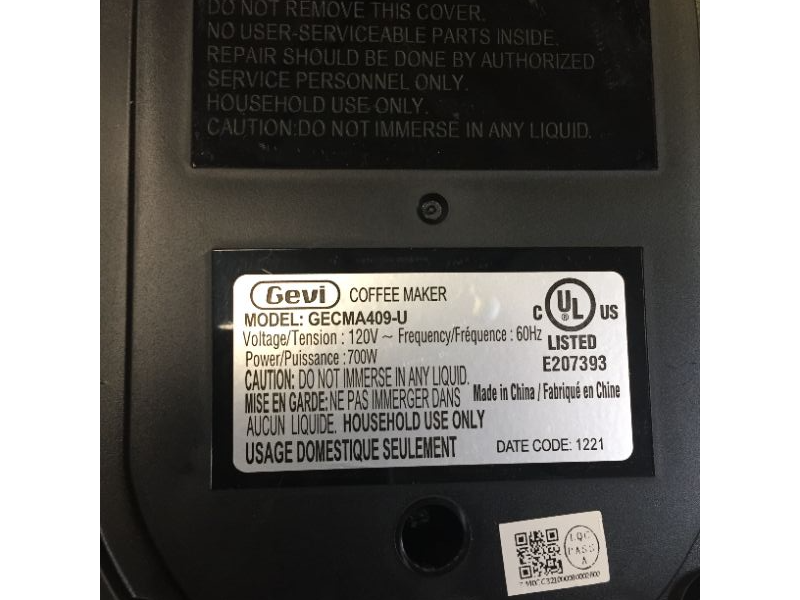 DO NOT REMOVE THIS COVER.
NO USER-SERVICEABLE PARTS INSIDE.
REPAIR SHOULD BE DONE BY AUTHORIZED
SERVICE PERSONNEL ONLY.
HOUSEHOLD USE ONLY.
CAUTION:DO NOT IMMERSE IN ANY LIQUID.
Gevi COFFEE MAKER
MODEL: GECMA409-U
Voltage/Tension : 120V ~ Frequency/Fréquence : 60Hz
Power/Puissance : 700W
C UL US
LISTED
E207393
CAUTION: DO NOT IMMERSE IN ANY LIQUID.
MISE EN GARDE: NE PAS IMMERGER DANS
AUCUN LIQUIDE. HOUSEHOLD USE ONLY
USAGE DOMESTIQUE SEULEMENT
Made in China / Fabriqué en Chine
DATE CODE: 1221
LQC
PASS
A